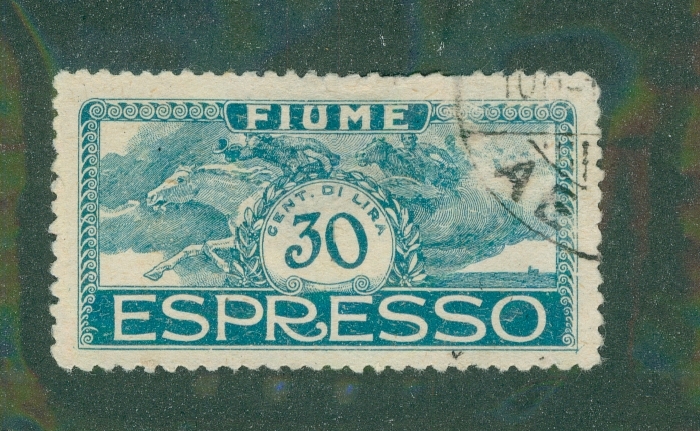 FIUME
CENT. DI LIRA
30
ESPRESSO